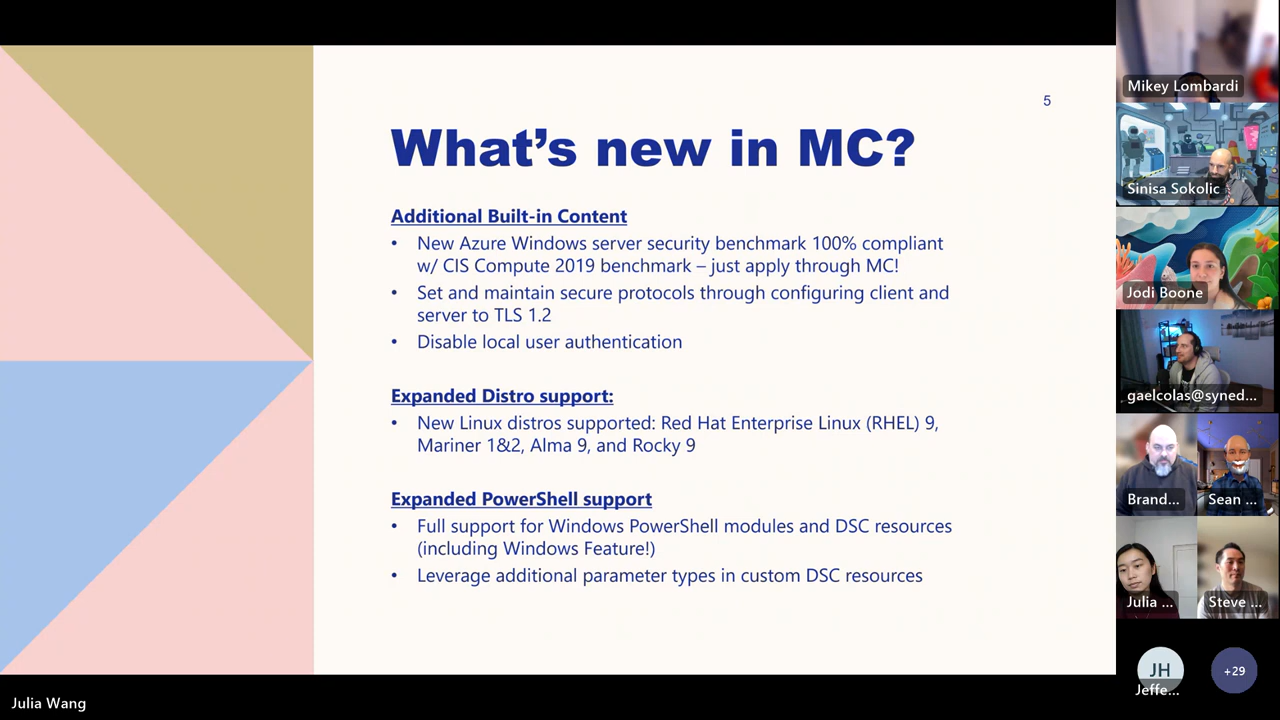 5
What's new in MC?
Additional Built-in Content
• New Azure Windows server security benchmark 100% compliant
w/ CIS Compute 2019 benchmark – just apply through MC!
• Set and maintain secure protocols through configuring client and
server to TLS 1.2
• Disable local user authentication
Expanded Distro support:
• New Linux distros supported: Red Hat Enterprise Linux (RHEL) 9,
Mariner 1&2, Alma 9, and Rocky 9
Expanded PowerShell support
• Full support for Windows PowerShell modules and DSC resources
(including Windows Feature!)
• Leverage additional parameter types in custom DSC resources
Julia Wang
Mikey Lombardi
Sinisa Sokolic
Jodi Boone
gaelcolas@syned...
Brand...
Sean ...
Julia ...
Steve ...
JH
Jeffe...
+29